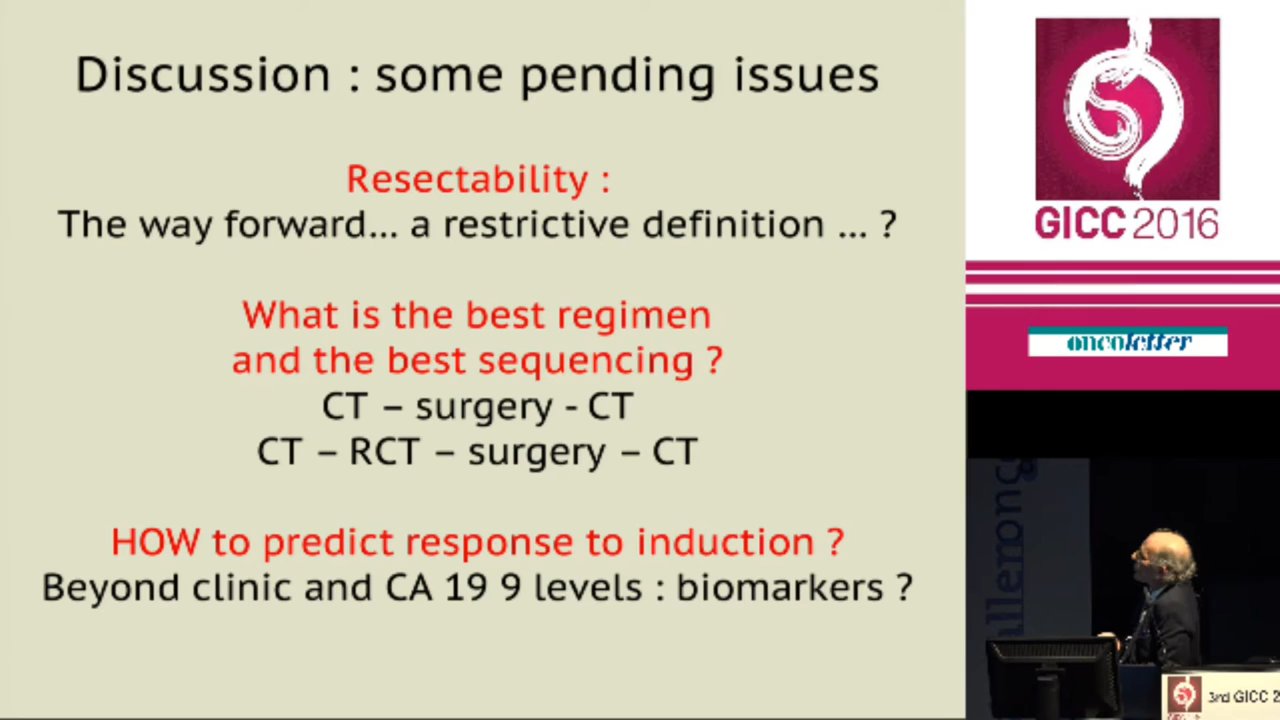 Discussion : some pending issues
Resectability :
The way forward... a restrictive definition ... ?
What is the best regimen
and the best sequencing ?
CT – surgery - CT
CT – RCT – surgery – CT
HOW to predict response to induction ?
Beyond clinic and CA 19 9 levels : biomarkers ?
GICC 2016
oncoletter
3rd GICC 2